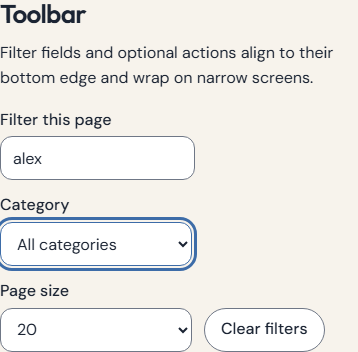 Toolbar
Filter fields and optional actions align to their
bottom edge and wrap on narrow screens.
Filter this page
alex
Category
All categories
Page size
20
Clear filters